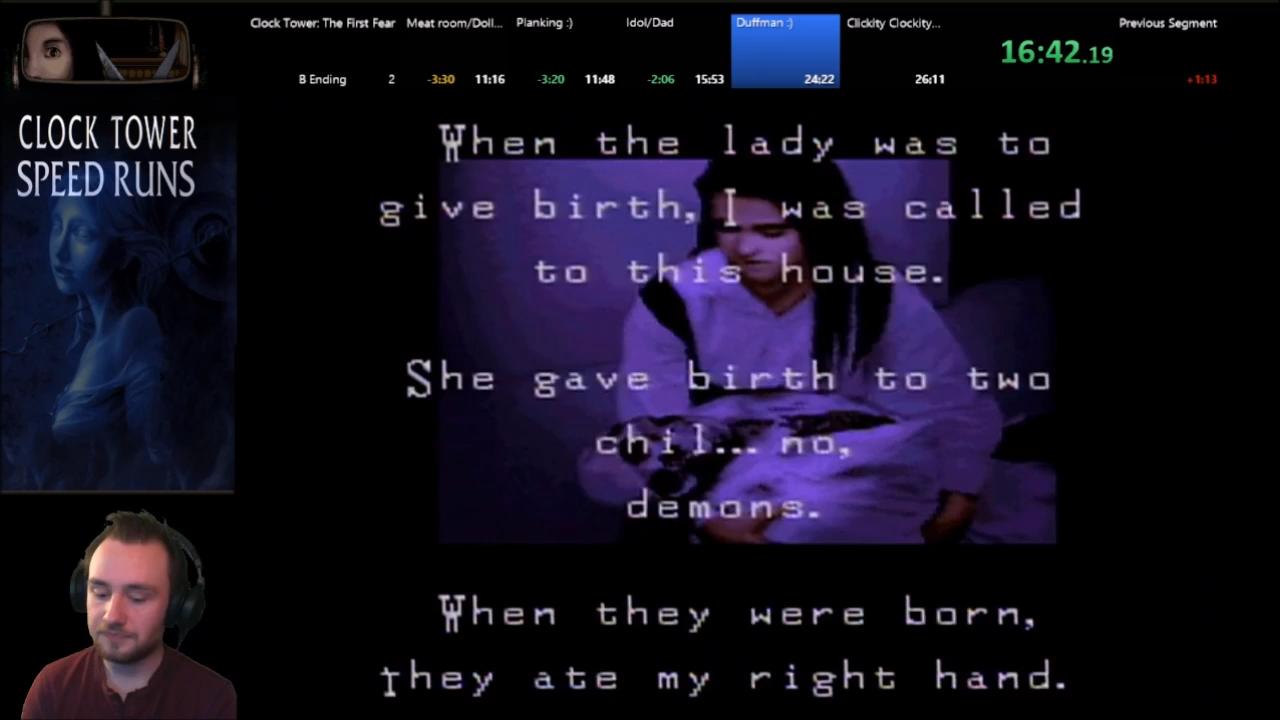 Clock Tower: The First Fear
Meat room/Doll...
Planking :)
Idol/Dad
Duffman :)
Clickity Clockity...
Previous Segment
16:42.19
B Ending
2
-3:30
11:16
-3:20
11:48
-2:06
15:53
24:22
26:11
+1:13
CLOCK TOWER
SPEED RUNS
When the lady was to
give birth, I was called
to this house.
She gave birth to two
chil... no,
demons.
When they were born,
they ate my right hand.